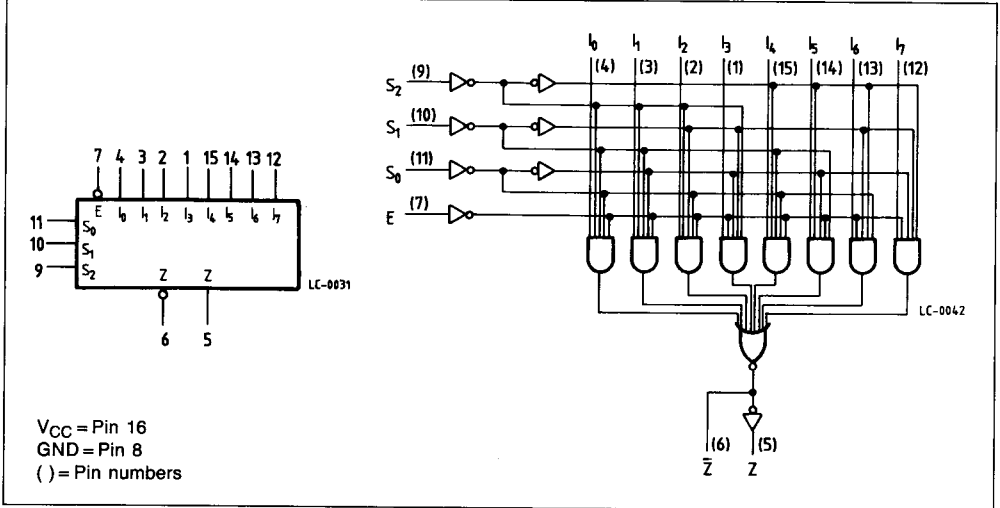 I0 I1 I2 I3 I4 I5 I6 I7
(4) (3) (2) (1) (15) (14) (13) (12)
S2 (9)
S1 (10)
S0 (11)
E (7)
LC-0042
(6) (5)
Z̄ Z
7 4 3 2 1 15 14 13 12
E I0 I1 I2 I3 I4 I5 I6 I7
11 S0
10 S1
9 S2
Z Z
LC-0031
6 5
VCC = Pin 16
GND = Pin 8
( ) = Pin numbers